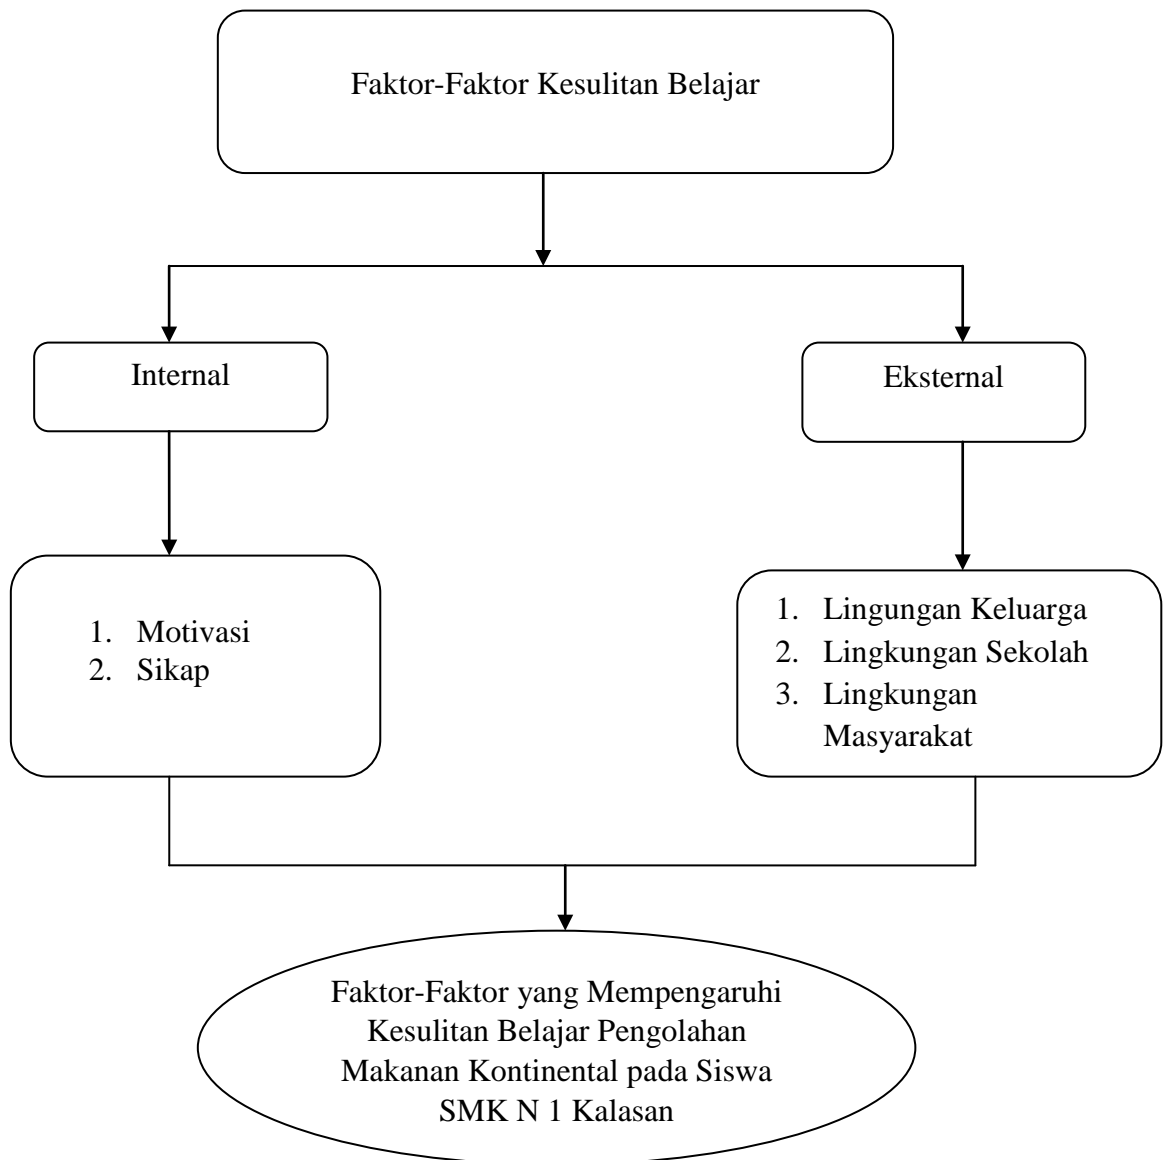 Faktor-Faktor Kesulitan Belajar
Internal
Eksternal
1. Motivasi
2. Sikap
1. Lingungan Keluarga
2. Lingkungan Sekolah
3. Lingkungan
Masyarakat
Faktor-Faktor yang Mempengaruhi
Kesulitan Belajar Pengolahan
Makanan Kontinental pada Siswa
SMK N 1 Kalasan